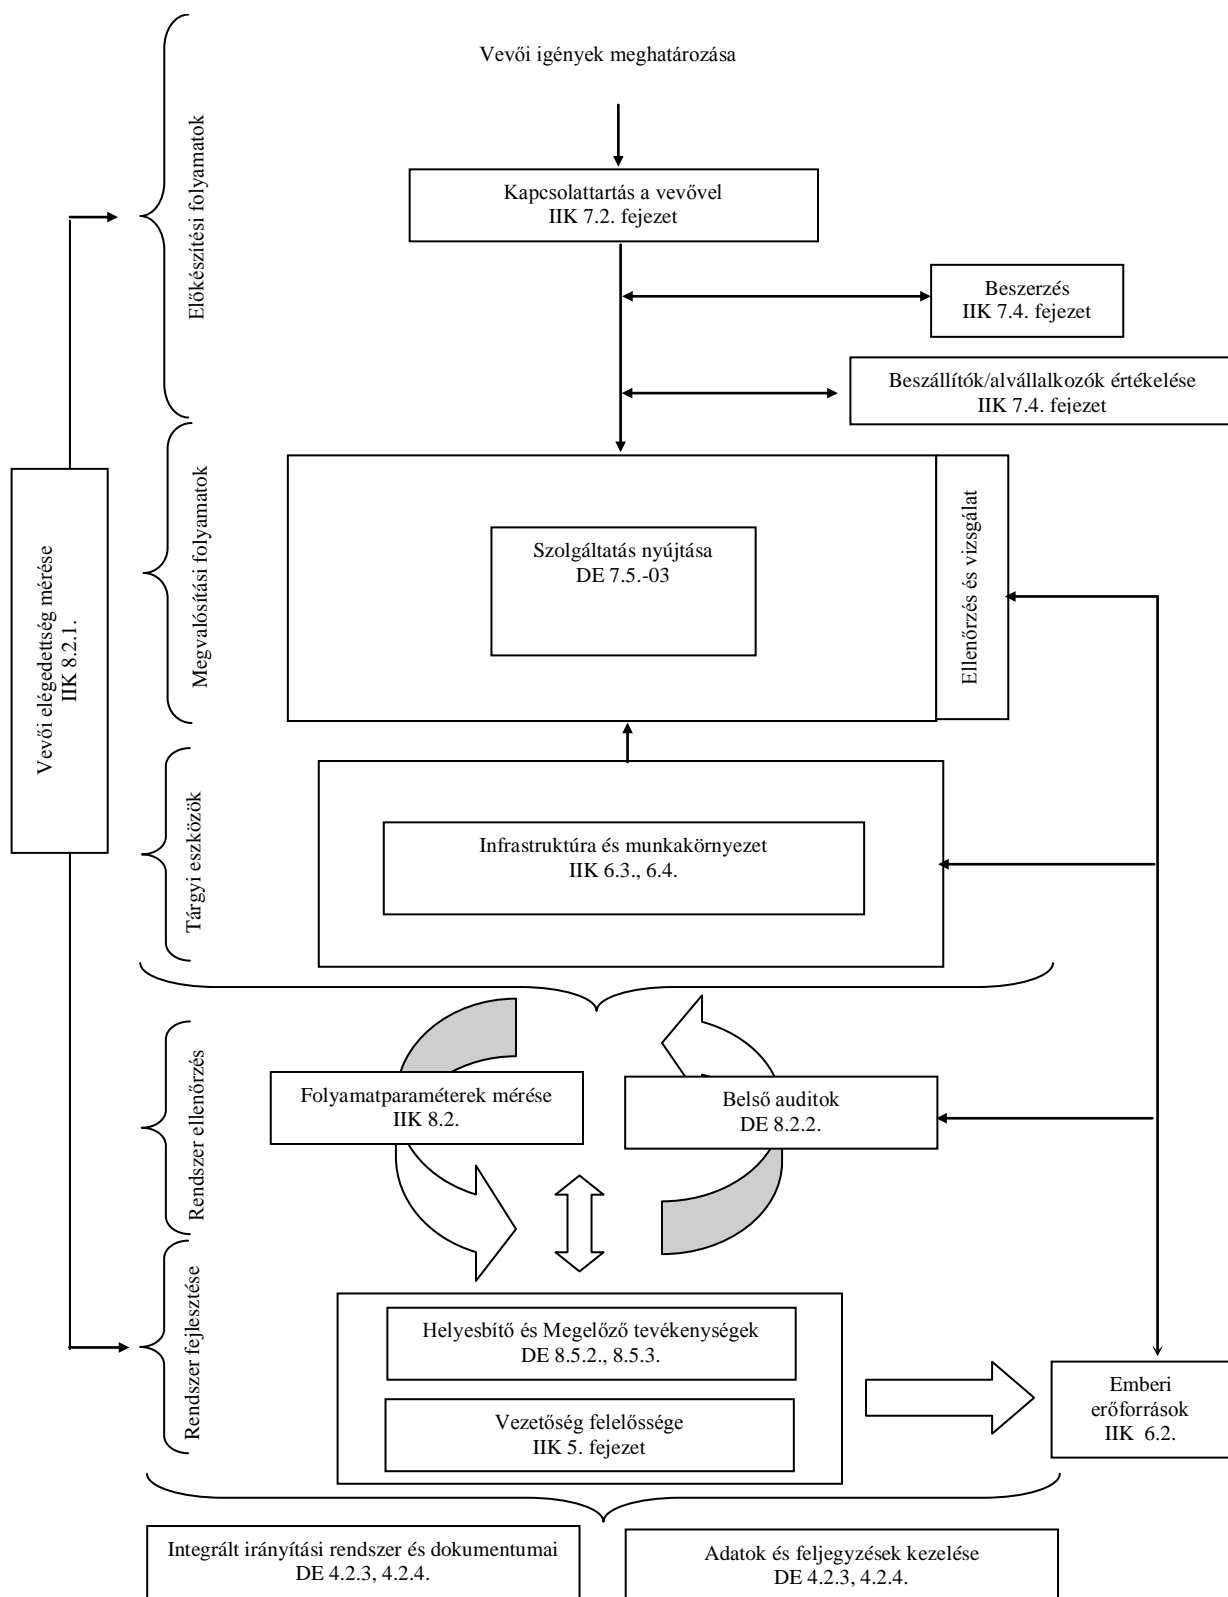 Vevői igények meghatározása
Előkészítési folyamatok
Kapcsolattartás a vevővel
IIK 7.2. fejezet
Beszerzés
IIK 7.4. fejezet
Beszállítók/alvállalkozók értékelése
IIK 7.4. fejezet
Vevői elégedettség mérése
IIK 8.2.1.
Megvalósítási folyamatok
Szolgáltatás nyújtása
DE 7.5.-03
Ellenőrzés és vizsgálat
Tárgyi eszközök
Infrastruktúra és munkakörnyezet
IIK 6.3., 6.4.
Rendszer ellenőrzés
Folyamatparaméterek mérése
IIK 8.2.
Belső auditok
DE 8.2.2.
Rendszer fejlesztése
Helyesbítő és Megelőző tevékenységek
DE 8.5.2., 8.5.3.
Vezetőség felelőssége
IIK 5. fejezet
Emberi
erőforrások
IIK 6.2.
Integrált irányítási rendszer és dokumentumai
DE 4.2.3, 4.2.4.
Adatok és feljegyzések kezelése
DE 4.2.3, 4.2.4.